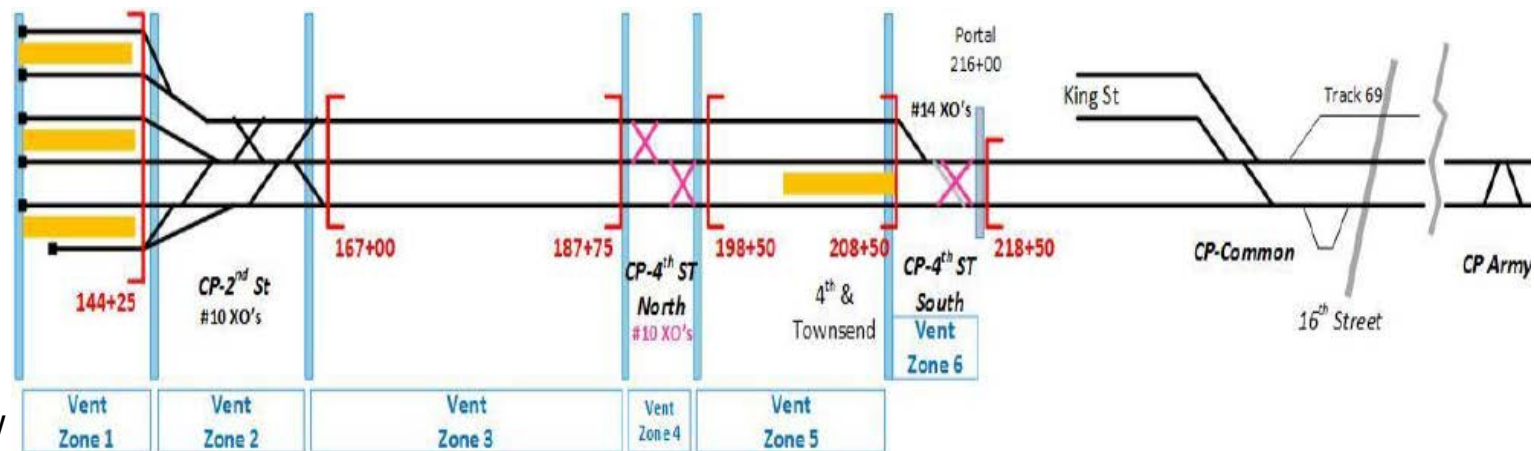 Portal
216+00
#14 XO's
King St
Track 69
144+25
CP-2nd St
#10 XO's
167+00
187+75
CP-4th ST
North
#10 XO's
198+50
208+50
4th &
Townsend
CP-4th ST
South
218+50
CP-Common
16th Street
CP Army
Vent
Zone 6
Vent
Zone 1
Vent
Zone 2
Vent
Zone 3
Vent
Zone 4
Vent
Zone 5
/